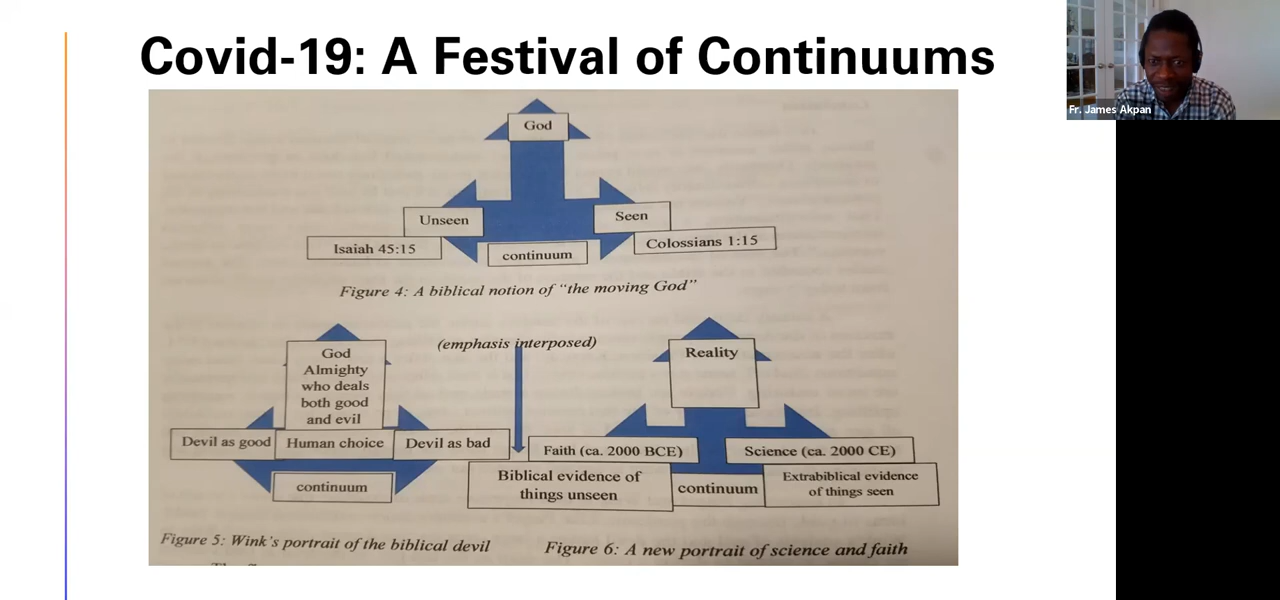 Covid-19: A Festival of Continuums
Fr. James Akpan
God
Unseen
Seen
Isaiah 45:15
continuum
Colossians 1:15
Figure 4: A biblical notion of “the moving God”
(emphasis interposed)
God
Almighty
who deals
both good
and evil
Devil as good
Human choice
Devil as bad
continuum
Reality
Faith (ca. 2000 BCE)
Science (ca. 2000 CE)
Biblical evidence of
things unseen
continuum
Extrabiblical evidence
of things seen
Figure 5: Wink's portrait of the biblical devil
Figure 6: A new portrait of science and faith